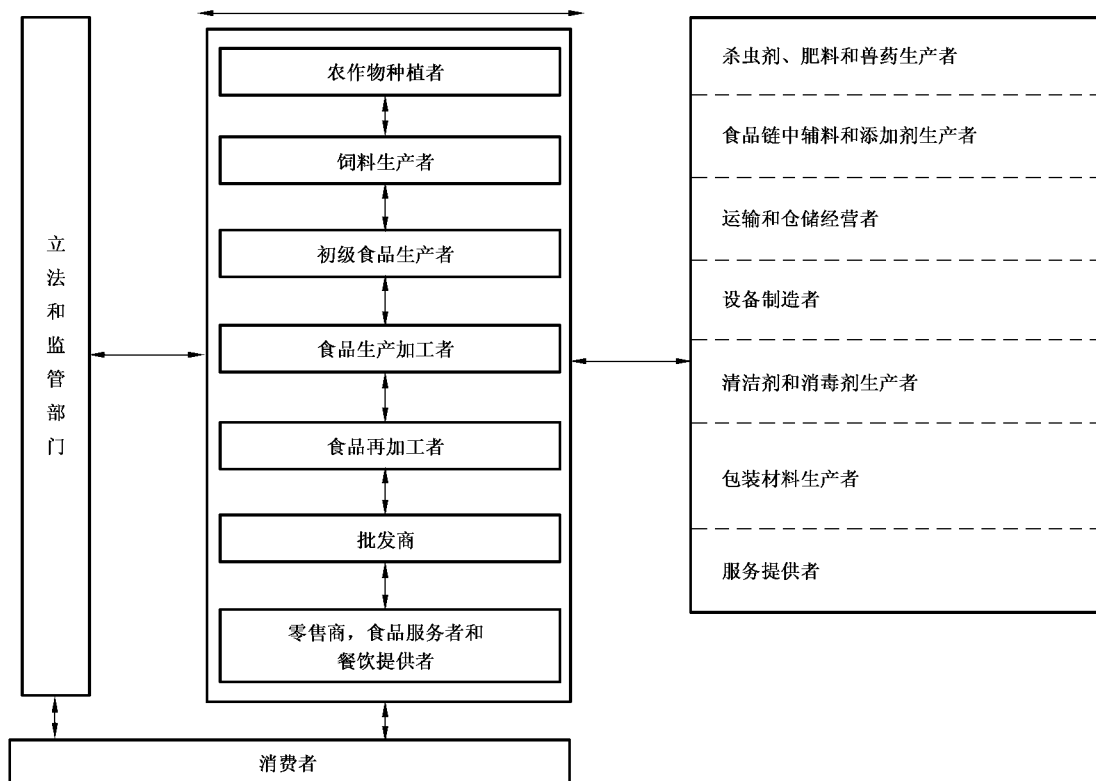 立法和监管部门
农作物种植者
饲料生产者
初级食品生产者
食品生产加工者
食品再加工者
批发商
零售商，食品服务者和
餐饮提供者
杀虫剂、肥料和兽药生产者
食品链中辅料和添加剂生产者
运输和仓储经营者
设备制造者
清洁剂和消毒剂生产者
包装材料生产者
服务提供者
消费者